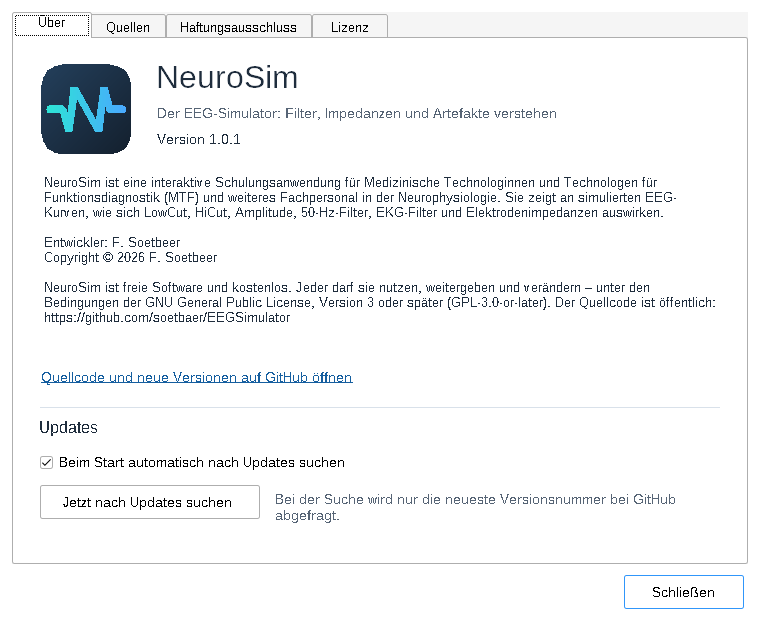 Über
Quellen
Haftungsausschluss
Lizenz
NeuroSim
Der EEG-Simulator: Filter, Impedanzen und Artefakte verstehen
Version 1.0.1
NeuroSim ist eine interaktive Schulungsanwendung für Medizinische Technologinnen und Technologen für
Funktionsdiagnostik (MTF) und weiteres Fachpersonal in der Neurophysiologie. Sie zeigt an simulierten EEG-
Kurven, wie sich LowCut, HiCut, Amplitude, 50-Hz-Filter, EKG-Filter und Elektrodenimpedanzen auswirken.
Entwickler: F. Soetbeer
Copyright © 2026 F. Soetbeer
NeuroSim ist freie Software und kostenlos. Jeder darf sie nutzen, weitergeben und verändern – unter den
Bedingungen der GNU General Public License, Version 3 oder später (GPL-3.0-or-later). Der Quellcode ist öffentlich:
https://github.com/soetbaer/EEGSimulator
Quellcode und neue Versionen auf GitHub öffnen
Updates
Beim Start automatisch nach Updates suchen
Jetzt nach Updates suchen
Bei der Suche wird nur die neueste Versionsnummer bei GitHub
abgefragt.
Schließen